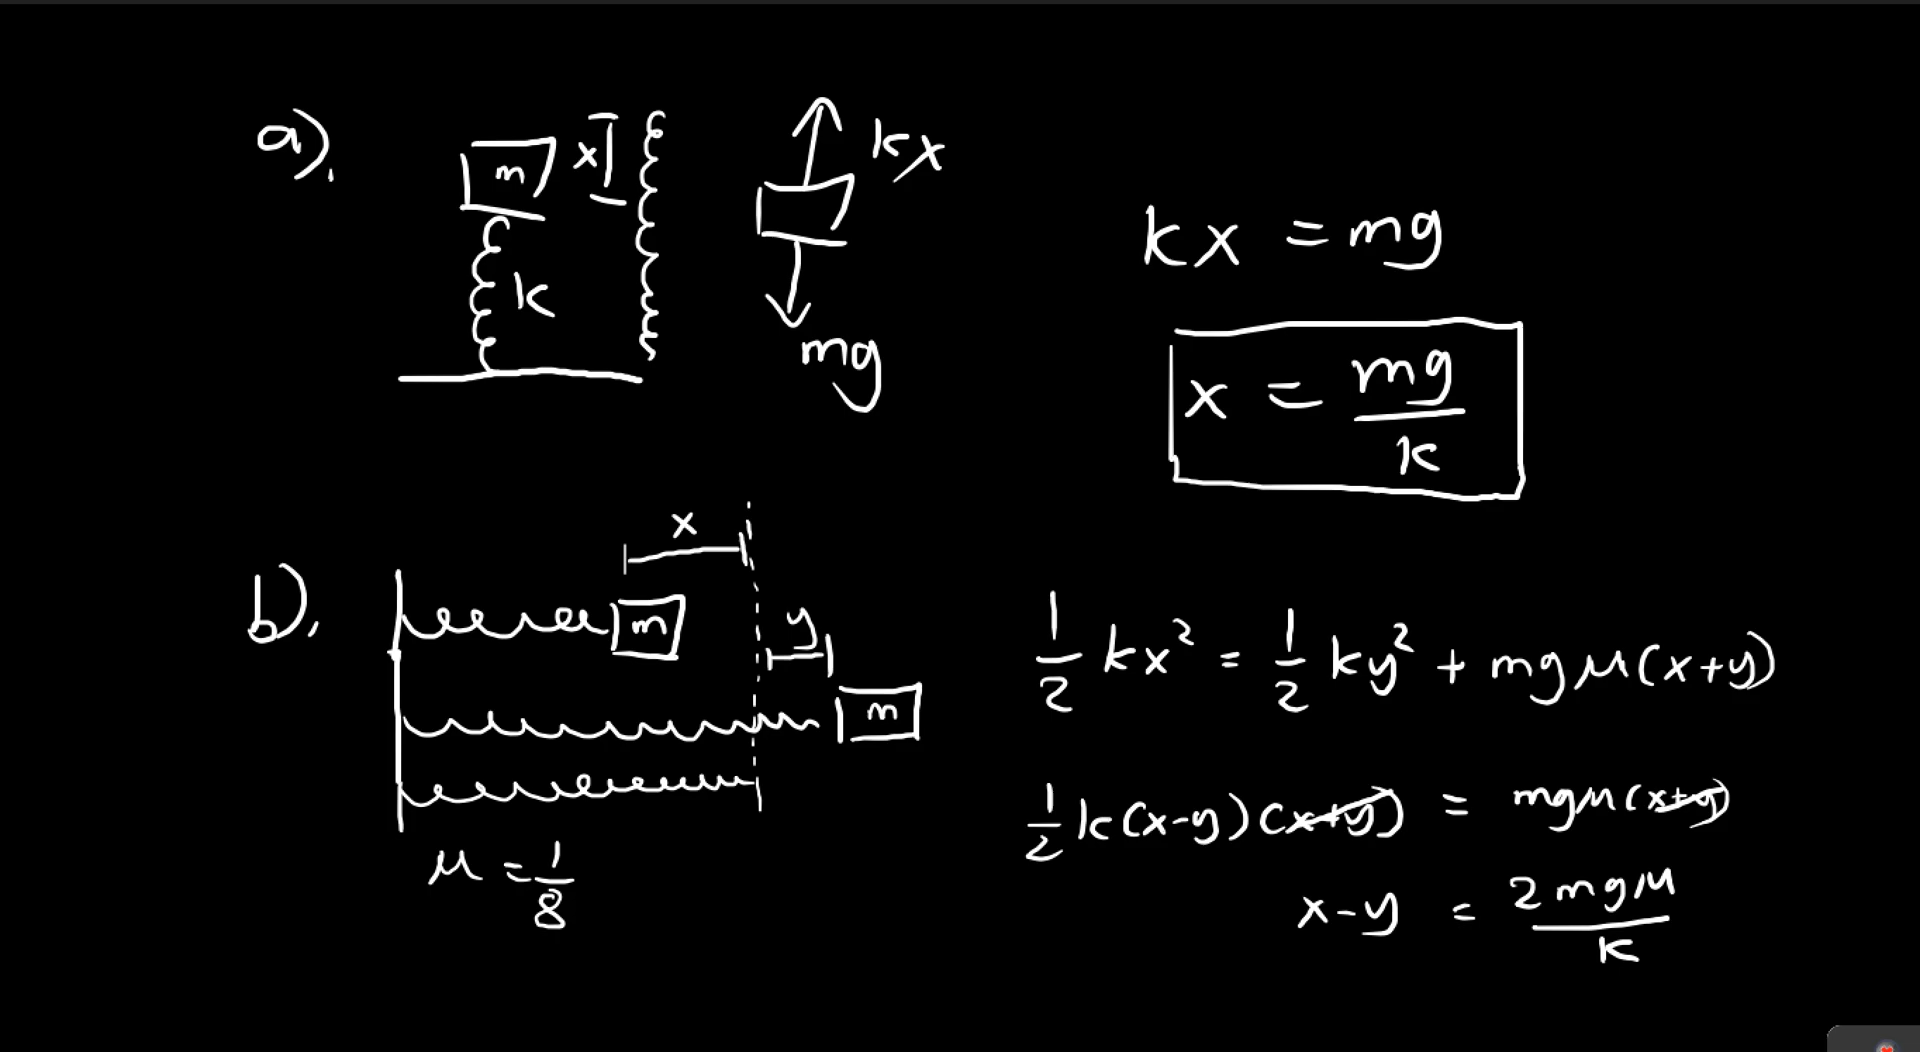 a).
m
x
k
kx
mg
kx = mg
x = mg/k
b).
x
m
y
m
μ = 1/8
1/2 kx² = 1/2 ky² + mgμ(x+y)
1/2 k(x-y)(x+y) = mgμ(x+y)
x-y = 2mgμ/k